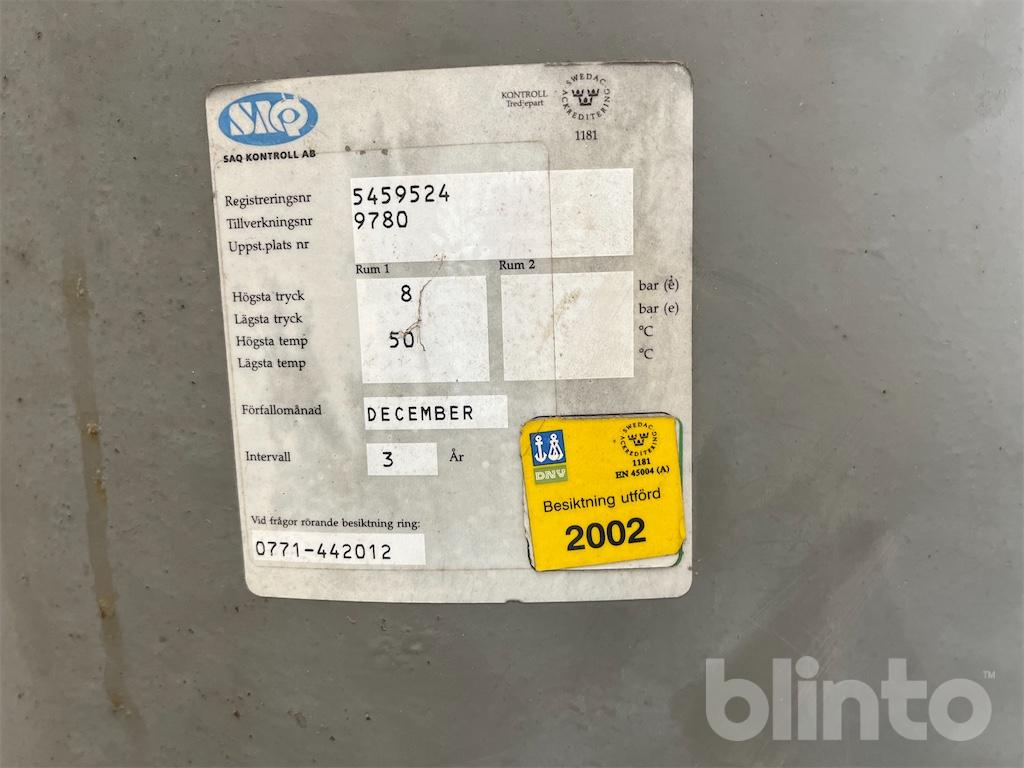 SAQ
SAQ KONTROLL AB
KONTROLL
Tredjepart
SWEDAC
ACKREDITERING
1181
Registreringsnr 5459524
Tillverkningsnr 9780
Uppst.plats nr
Rum 1 Rum 2
Högsta tryck 8 bar (e)
Lägsta tryck bar (e)
Högsta temp 50 °C
Lägsta temp °C
Förfallomånad DECEMBER
Intervall 3 År
Vid frågor rörande besiktning ring:
0771-442012
DNV
SWEDAC
ACKREDITERING
1181
EN 45004 (A)
Besiktning utförd
2002
blinto™